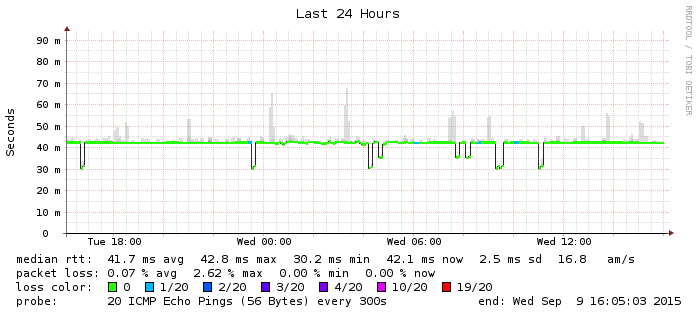 Last 24 Hours
RRDTOOL / TOBI OETIKER
Seconds
90 m
80 m
70 m
60 m
50 m
40 m
30 m
20 m
10 m
0
Tue 18:00 Wed 00:00 Wed 06:00 Wed 12:00
median rtt: 41.7 ms avg 42.8 ms max 30.2 ms min 42.1 ms now 2.5 ms sd 16.8 am/s
packet loss: 0.07 % avg 2.62 % max 0.00 % min 0.00 % now
loss color: 0 1/20 2/20 3/20 4/20 10/20 19/20
probe: 20 ICMP Echo Pings (56 Bytes) every 300s end: Wed Sep 9 16:05:03 2015